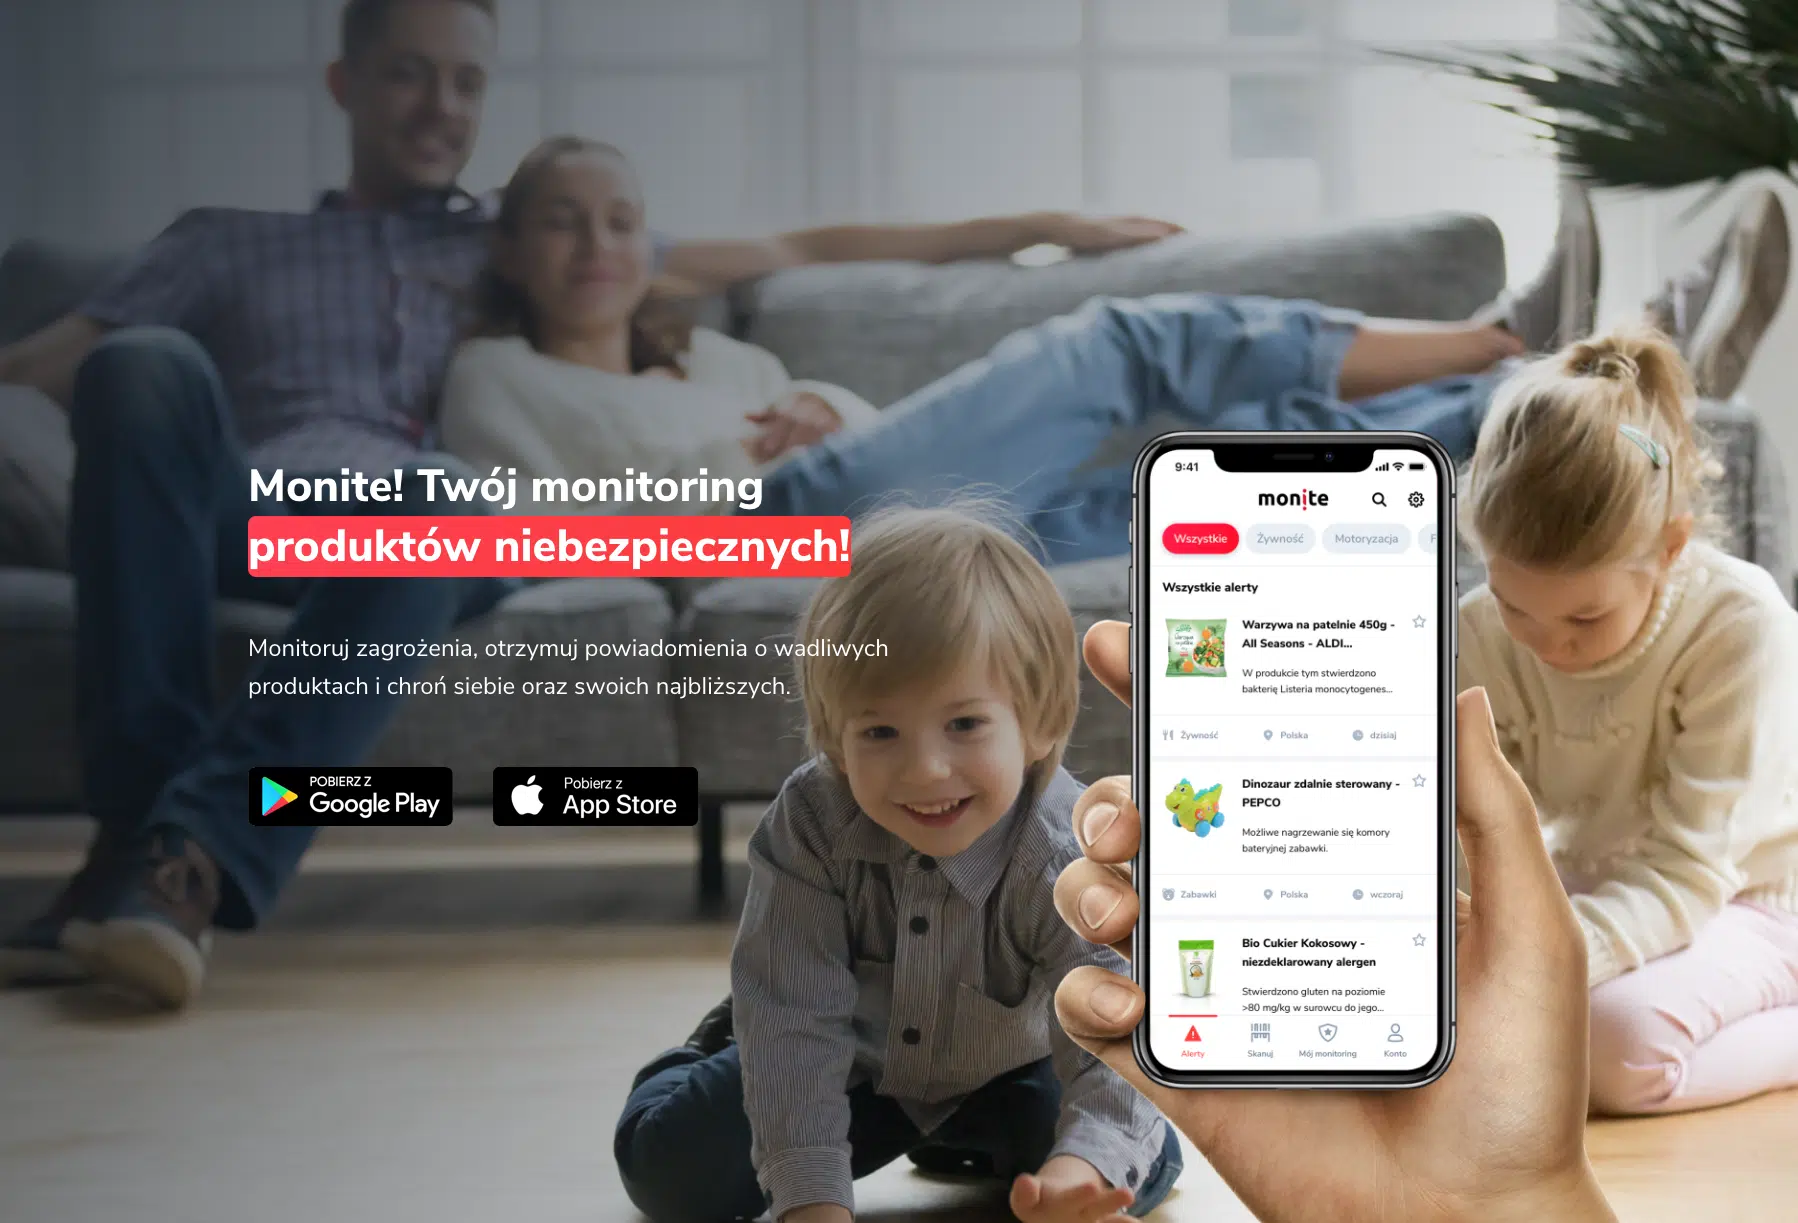 Monite! Twój monitoring
produktów niebezpiecznych!
Monitoruj zagrożenia, otrzymuj powiadomienia o wadliwych
produktach i chroń siebie oraz swoich najbliższych.
POBIERZ Z
Google Play
Pobierz z
App Store
9:41
monite
Wszystkie Żywność Motoryzacja F
Wszystkie alerty
Warzywa na patelnie 450g -
All Seasons - ALDI...
W produkcie tym stwierdzono
bakterię Listeria monocytogenes...
Żywność Polska dzisiaj
Dinozaur zdalnie sterowany -
PEPCO
Możliwe nagrzewanie się komory
bateryjnej zabawki.
Zabawki Polska wczoraj
Bio Cukier Kokosowy -
niezdeklarowany alergen
Stwierdzono gluten na poziomie
>80 mg/kg w surowcu do jego...
Alerty Skanuj Mój monitoring Konto